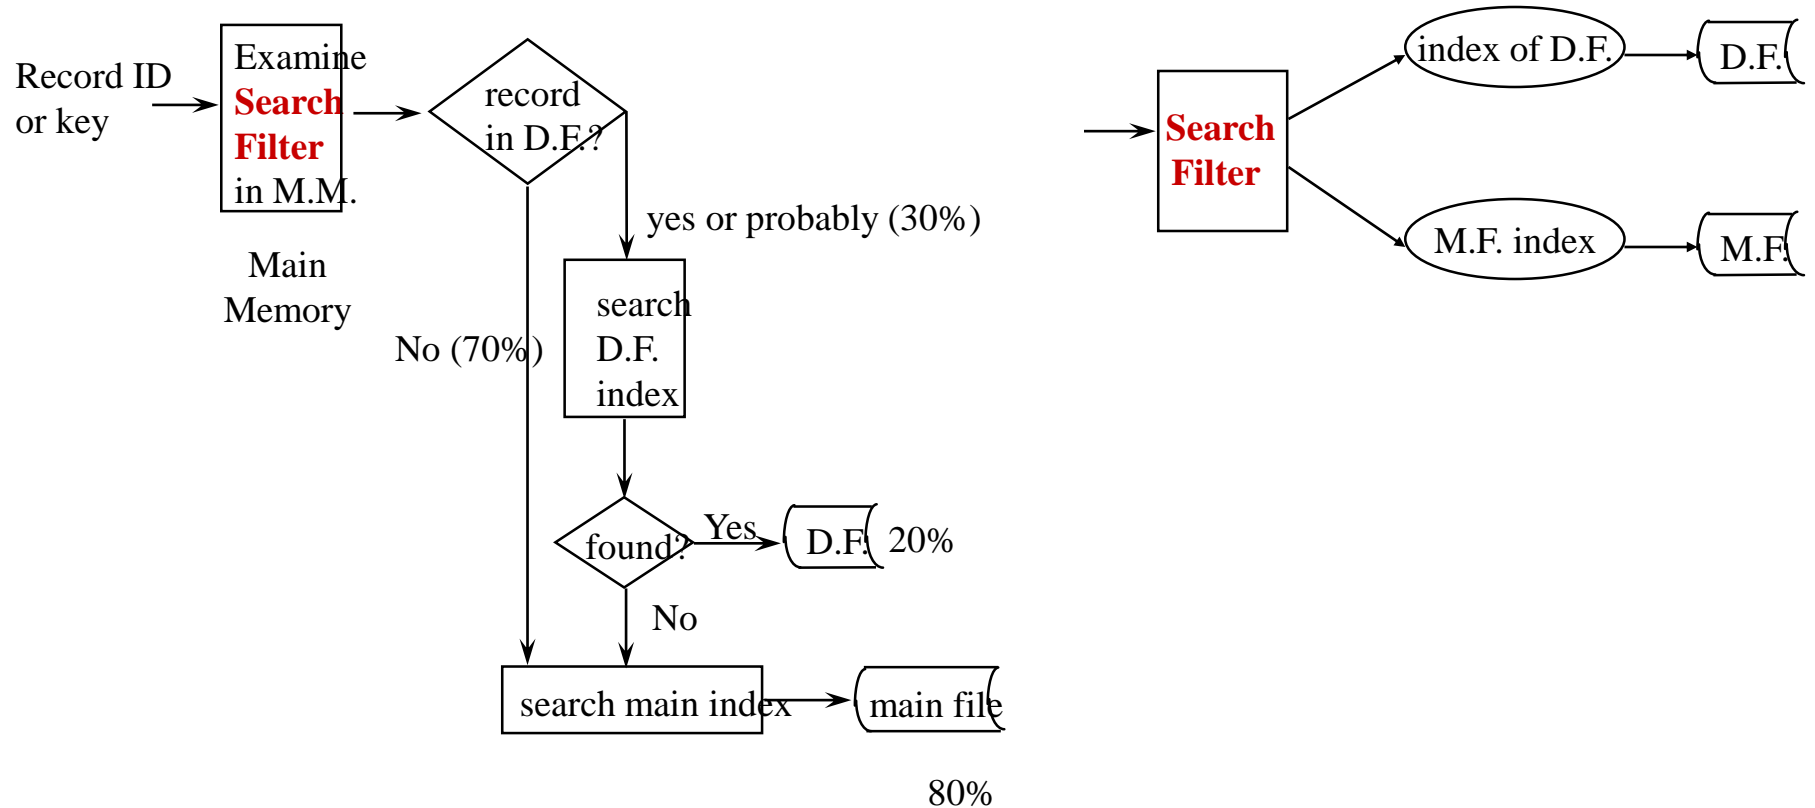 Record ID
or key
Examine
Search
Filter
in M.M.
Main
Memory
record
in D.F.?
yes or probably (30%)
No (70%)
search
D.F.
index
found?
Yes
D.F.
20%
No
search main index
main file
80%
Search
Filter
index of D.F.
D.F.
M.F. index
M.F.